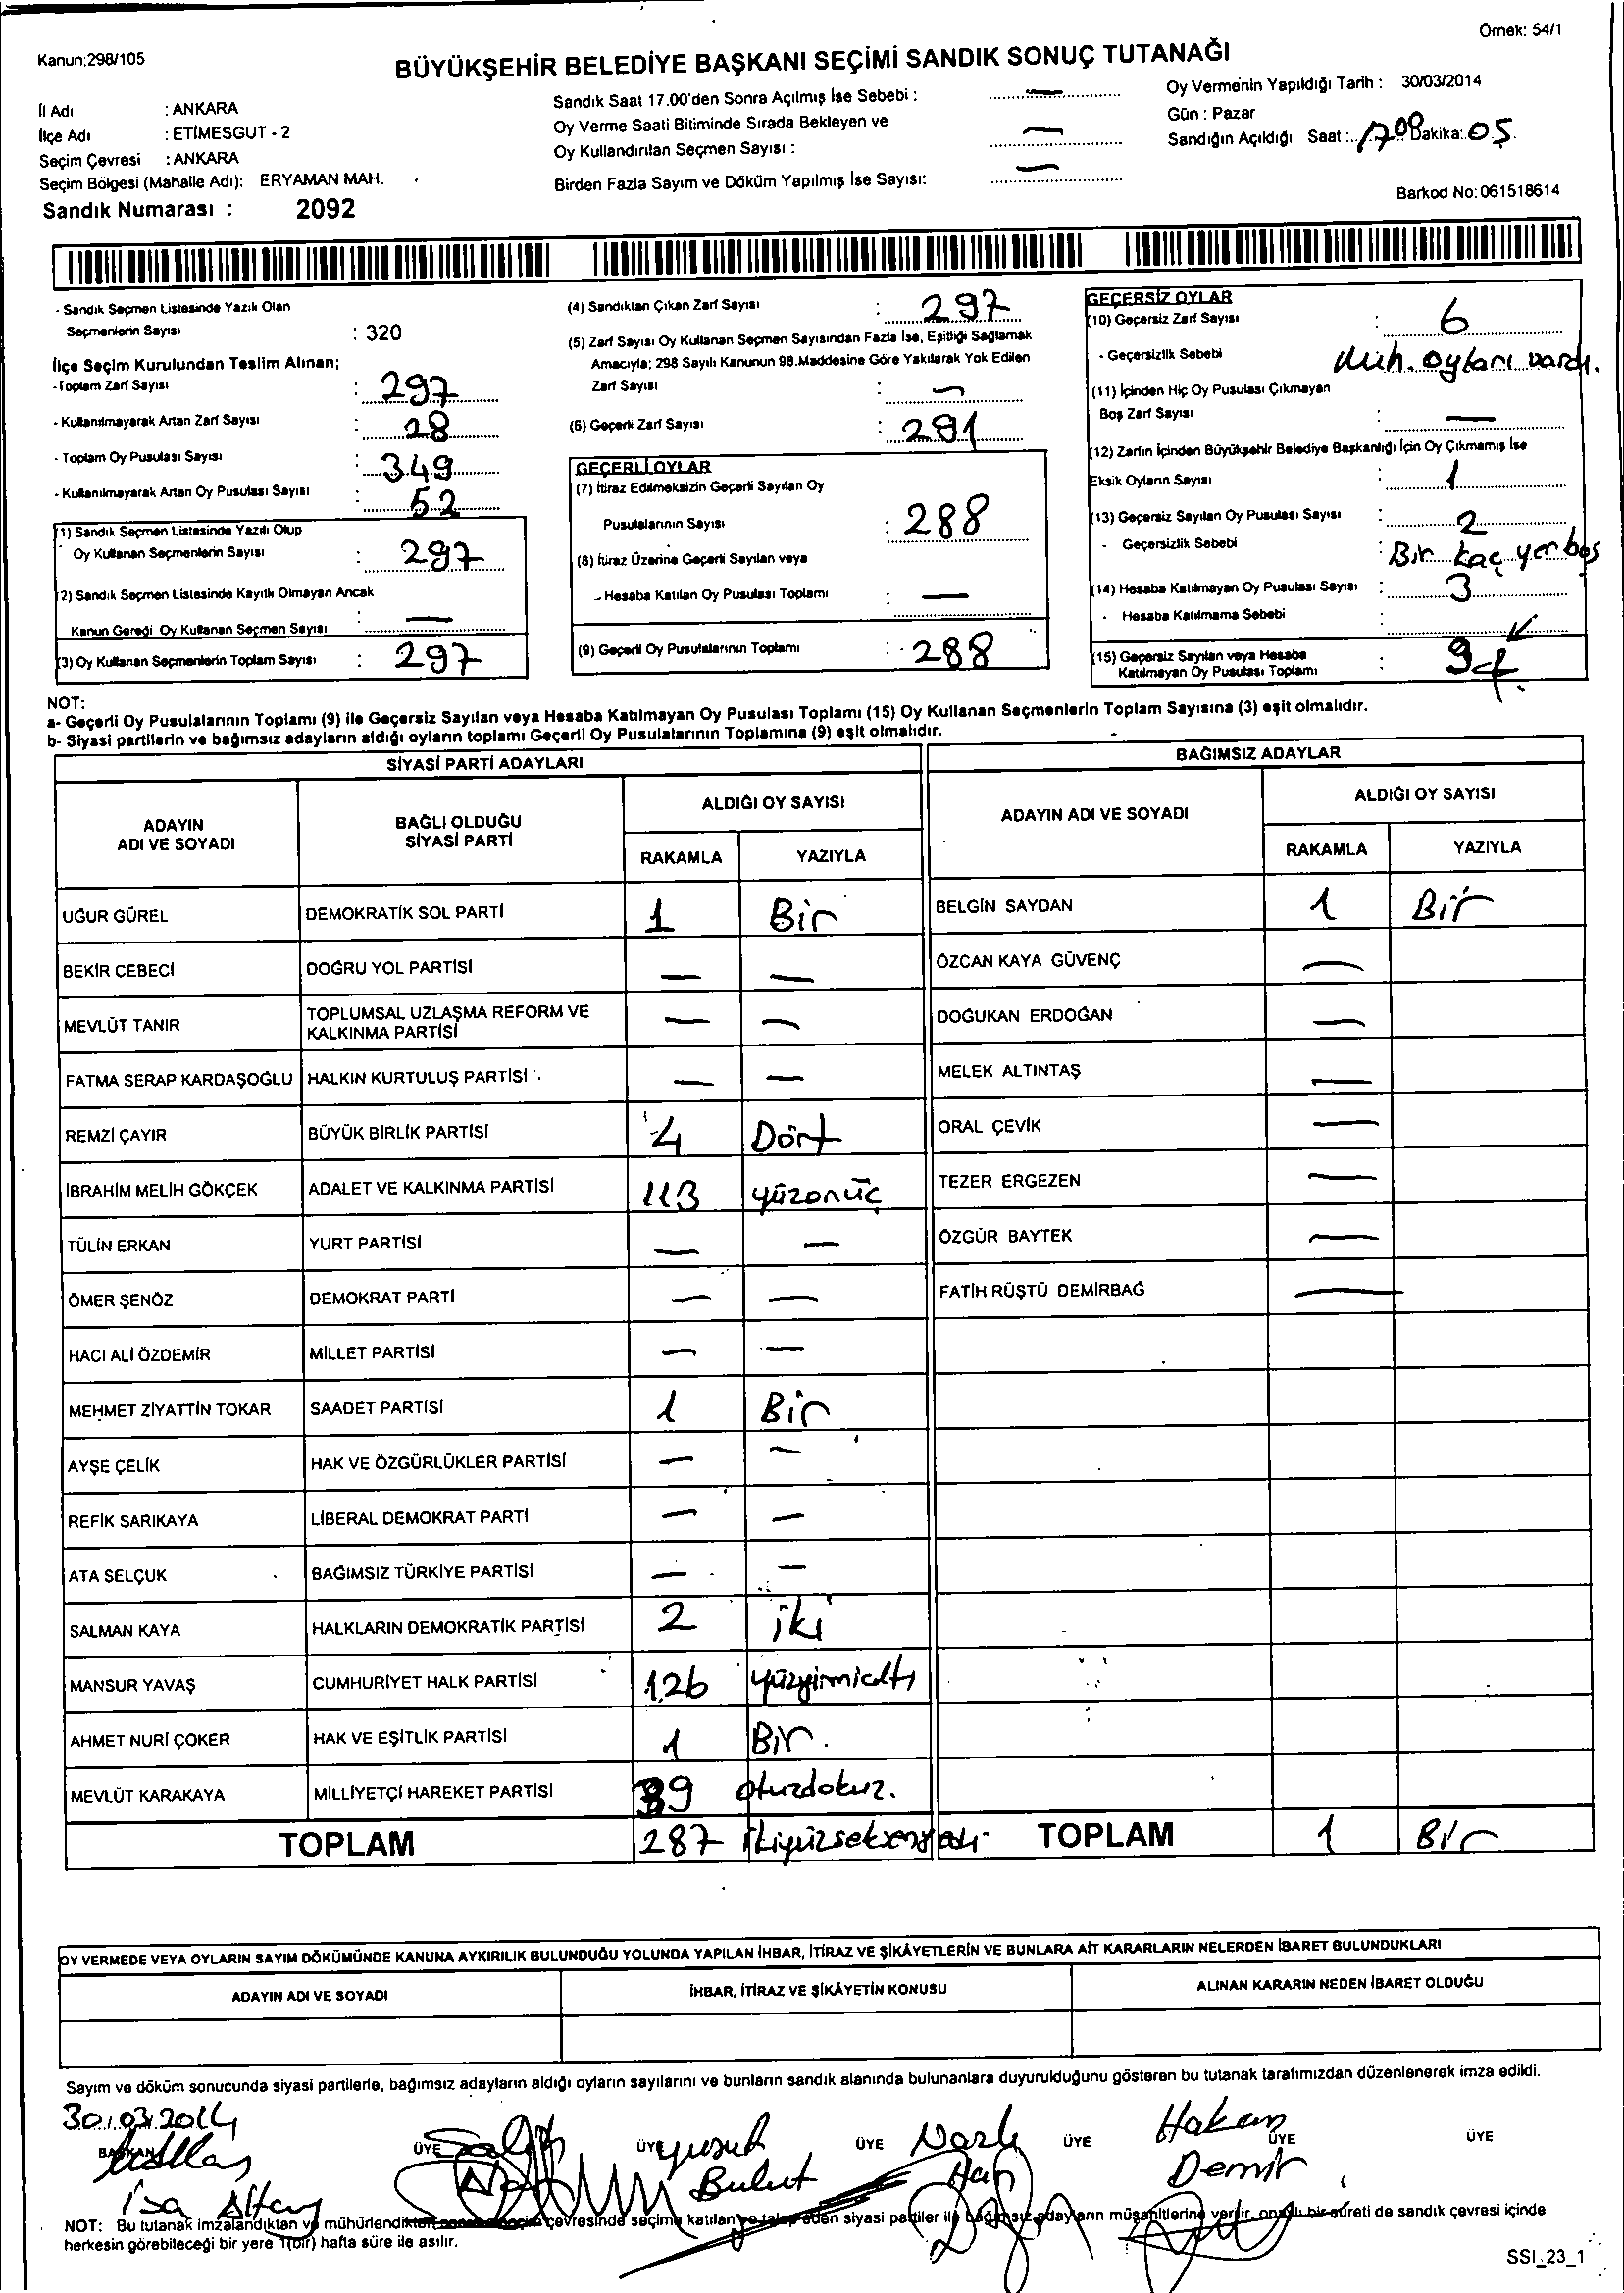 Örnek: 54/1
Kanun:298/105
BÜYÜKŞEHİR BELEDİYE BAŞKANI SEÇİMİ SANDIK SONUÇ TUTANAĞI
İl Adı : ANKARA
İlçe Adı : ETİMESGUT - 2
Seçim Çevresi : ANKARA
Seçim Bölgesi (Mahalle Adı): ERYAMAN MAH.
Sandık Numarası : 2092
Sandık Saat 17.00'den Sonra Açılmış İse Sebebi : —
Oy Verme Saati Bitiminde Sırada Bekleyen ve
Oy Kullandırılan Seçmen Sayısı : —
Birden Fazla Sayım ve Döküm Yapılmış İse Sayısı: —
Oy Vermenin Yapıldığı Tarih : 30/03/2014
Gün : Pazar
Sandığın Açıldığı Saat : 1700 Dakika: 05
Barkod No: 061518614
- Sandık Seçmen Listesinde Yazılı Olan
Seçmenlerin Sayısı : 320
İlçe Seçim Kurulundan Teslim Alınan;
-Toplam Zarf Sayısı : 297
- Kullanılmayarak Artan Zarf Sayısı : 28
- Toplam Oy Pusulası Sayısı : 349
- Kullanılmayarak Artan Oy Pusulası Sayısı : 52
(1) Sandık Seçmen Listesinde Yazılı Olup
Oy Kullanan Seçmenlerin Sayısı : 297
(2) Sandık Seçmen Listesinde Kayıtlı Olmayan Ancak
Kanun Gereği Oy Kullanan Seçmen Sayısı : —
(3) Oy Kullanan Seçmenlerin Toplam Sayısı : 297
(4) Sandıktan Çıkan Zarf Sayısı : 297
(5) Zarf Sayısı Oy Kullanan Seçmen Sayısından Fazla İse, Eşitliği Sağlamak
Amacıyla; 298 Sayılı Kanunun 98.Maddesine Göre Yakılarak Yok Edilen
Zarf Sayısı : —
(6) Geçerli Zarf Sayısı : 291
GEÇERLİ OYLAR
(7) İtiraz Edilmeksizin Geçerli Sayılan Oy
Pusulalarının Sayısı : 288
(8) İtiraz Üzerine Geçerli Sayılan veya
- Hesaba Katılan Oy Pusulası Toplamı : —
(9) Geçerli Oy Pusulalarının Toplamı : 288
GEÇERSİZ OYLAR
(10) Geçersiz Zarf Sayısı : 6
- Geçersizlik Sebebi Müh. oyları vardı.
(11) İçinden Hiç Oy Pusulası Çıkmayan
Boş Zarf Sayısı : —
(12) Zarfın İçinden Büyükşehir Belediye Başkanlığı İçin Oy Çıkmamış İse
Eksik Oyların Sayısı : 1
(13) Geçersiz Sayılan Oy Pusulası Sayısı : 2
- Geçersizlik Sebebi : Bir kaç yer boş
(14) Hesaba Katılmayan Oy Pusulası Sayısı : 3
- Hesaba Katılmama Sebebi
(15) Geçersiz Sayılan veya Hesaba
Katılmayan Oy Pusulası Toplamı : 9
NOT:
a- Geçerli Oy Pusulalarının Toplamı (9) ile Geçersiz Sayılan veya Hesaba Katılmayan Oy Pusulası Toplamı (15) Oy Kullanan Seçmenlerin Toplam Sayısına (3) eşit olmalıdır.
b- Siyasi partilerin ve bağımsız adayların aldığı oyların toplamı Geçerli Oy Pusulalarının Toplamına (9) eşit olmalıdır.
SİYASİ PARTİ ADAYLARI
ADAYIN ADI VE SOYADI BAĞLI OLDUĞU SİYASİ PARTİ ALDIĞI OY SAYISI
RAKAMLA YAZIYLA
UĞUR GÜREL DEMOKRATİK SOL PARTİ 1 Bir
BEKİR CEBECİ DOĞRU YOL PARTİSİ — —
MEVLÜT TANIR TOPLUMSAL UZLAŞMA REFORM VE KALKINMA PARTİSİ — —
FATMA SERAP KARDAŞOĞLU HALKIN KURTULUŞ PARTİSİ — —
REMZİ ÇAYIR BÜYÜK BİRLİK PARTİSİ 4 Dört
İBRAHİM MELİH GÖKÇEK ADALET VE KALKINMA PARTİSİ 113 yüzonüç
TÜLİN ERKAN YURT PARTİSİ — —
ÖMER ŞENÖZ DEMOKRAT PARTİ — —
HACI ALİ ÖZDEMİR MİLLET PARTİSİ — —
MEHMET ZİYATTİN TOKAR SAADET PARTİSİ 1 Bir
AYŞE ÇELİK HAK VE ÖZGÜRLÜKLER PARTİSİ — —
REFİK SARIKAYA LİBERAL DEMOKRAT PARTİ — —
ATA SELÇUK BAĞIMSIZ TÜRKİYE PARTİSİ — —
SALMAN KAYA HALKLARIN DEMOKRATİK PARTİSİ 2 iki
MANSUR YAVAŞ CUMHURİYET HALK PARTİSİ 126 yüzyirmialtı
AHMET NURİ ÇOKER HAK VE EŞİTLİK PARTİSİ 1 Bir.
MEVLÜT KARAKAYA MİLLİYETÇİ HAREKET PARTİSİ 39 otuzdokuz.
TOPLAM 287 ikiyüzseksenyedi
BAĞIMSIZ ADAYLAR
ADAYIN ADI VE SOYADI ALDIĞI OY SAYISI
RAKAMLA YAZIYLA
BELGİN SAYDAN 1 Bir
ÖZCAN KAYA GÜVENÇ —
DOĞUKAN ERDOĞAN —
MELEK ALTINTAŞ —
ORAL ÇEVİK —
TEZER ERGEZEN —
ÖZGÜR BAYTEK —
FATİH RÜŞTÜ DEMİRBAĞ —
TOPLAM 1 Bir
OY VERMEDE VEYA OYLARIN SAYIM DÖKÜMÜNDE KANUNA AYKIRILIK BULUNDUĞU YOLUNDA YAPILAN İHBAR, İTİRAZ VE ŞİKÂYETLERİN VE BUNLARA AİT KARARLARIN NELERDEN İBARET BULUNDUKLARI
ADAYIN ADI VE SOYADI İHBAR, İTİRAZ VE ŞİKÂYETİN KONUSU ALINAN KARARIN NEDEN İBARET OLDUĞU
Sayım ve döküm sonucunda siyasi partilerle, bağımsız adayların aldığı oyların sayılarını ve bunların sandık alanında bulunanlara duyurulduğunu gösteren bu tutanak tarafımızdan düzenlenerek imza edildi.
30.03.2014
BAŞKAN ÜYE ÜYE ÜYE ÜYE ÜYE ÜYE
İsa Altay
Yusuf Bulut
Hakan Demir
NOT: Bu tutanak imzalandıktan ve mühürlendikten sonra seçim çevresinde seçime katılan ve talep eden siyasi partiler ile bağımsız adayların müşahitlerine verilir, onaylı bir sureti de sandık çevresi içinde
herkesin görebileceği bir yere 1(bir) hafta süre ile asılır.
SSI_23_1